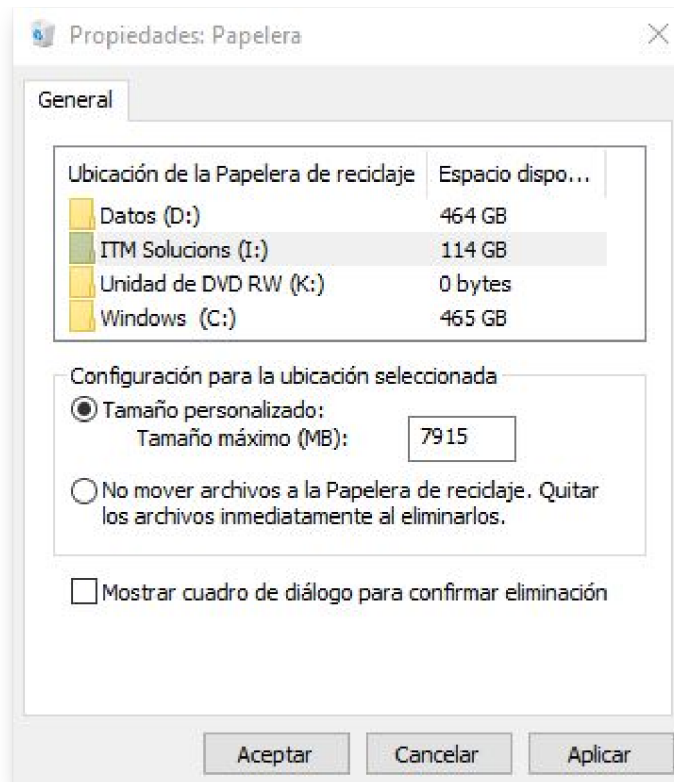 Propiedades: Papelera
General
Ubicación de la Papelera de reciclaje Espacio dispo...
Datos (D:) 464 GB
ITM Solucions (I:) 114 GB
Unidad de DVD RW (K:) 0 bytes
Windows (C:) 465 GB
Configuración para la ubicación seleccionada
Tamaño personalizado:
Tamaño máximo (MB): 7915
No mover archivos a la Papelera de reciclaje. Quitar
los archivos inmediatamente al eliminarlos.
Mostrar cuadro de diálogo para confirmar eliminación
Aceptar Cancelar Aplicar